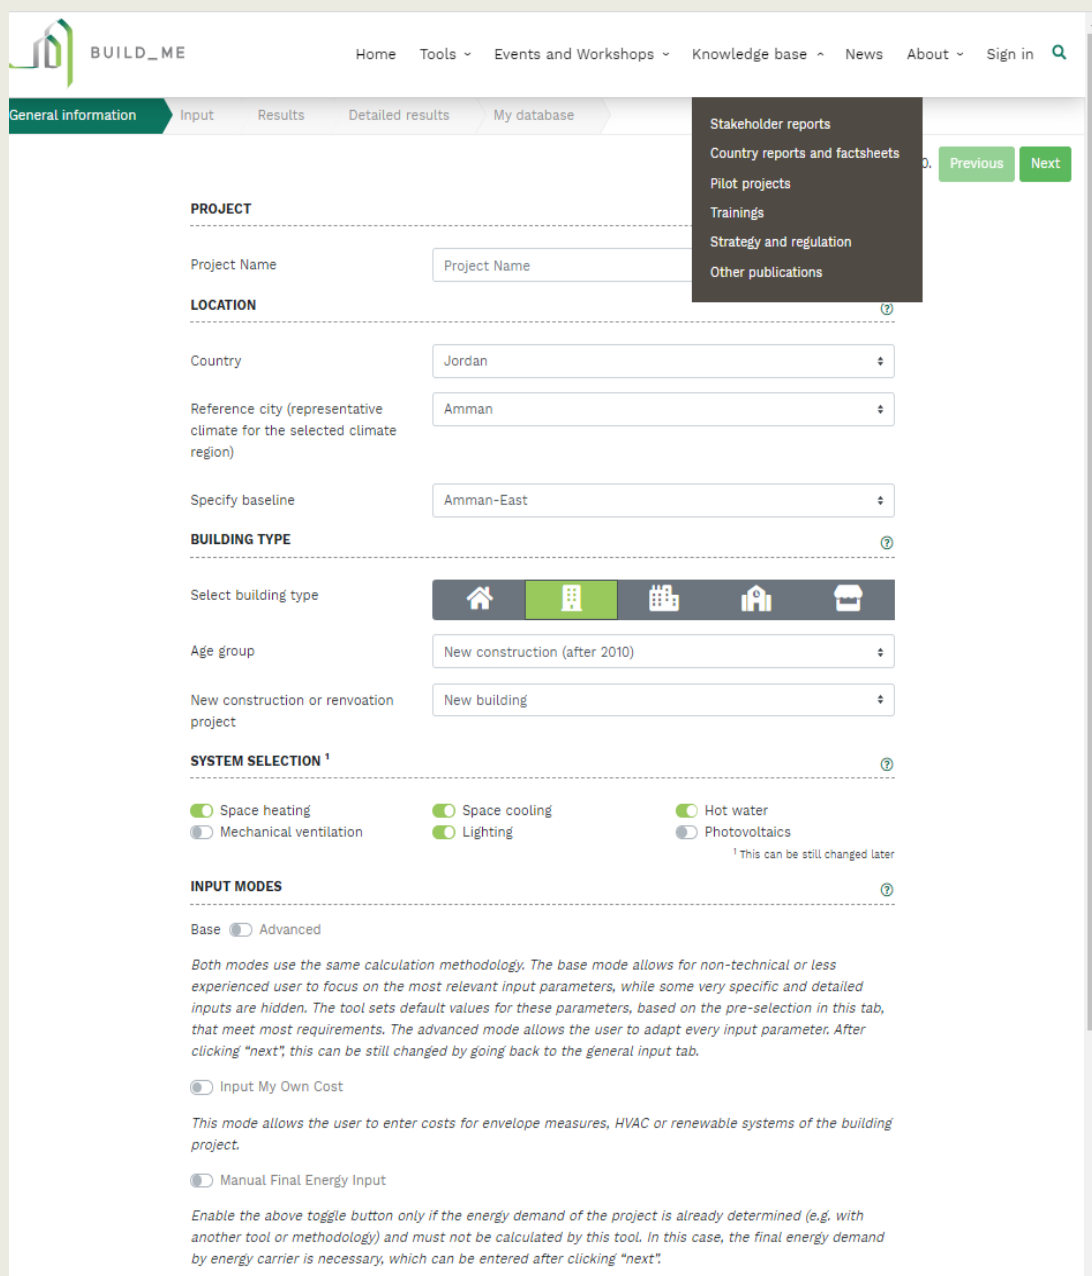 BUILD_ME
Home Tools Events and Workshops Knowledge base News About Sign in
General information Input Results Detailed results My database
Stakeholder reports
Country reports and factsheets
Pilot projects
Trainings
Strategy and regulation
Other publications
0. Previous Next
PROJECT
Project Name Project Name
LOCATION
Country Jordan
Reference city (representative climate for the selected climate region) Amman
Specify baseline Amman-East
BUILDING TYPE
Select building type
Age group New construction (after 2010)
New construction or renvoation project New building
SYSTEM SELECTION ¹
Space heating Space cooling Hot water
Mechanical ventilation Lighting Photovoltaics
¹ This can be still changed later
INPUT MODES
Base Advanced
Both modes use the same calculation methodology. The base mode allows for non-technical or less
experienced user to focus on the most relevant input parameters, while some very specific and detailed
inputs are hidden. The tool sets default values for these parameters, based on the pre-selection in this tab,
that meet most requirements. The advanced mode allows the user to adapt every input parameter. After
clicking “next”, this can be still changed by going back to the general input tab.
Input My Own Cost
This mode allows the user to enter costs for envelope measures, HVAC or renewable systems of the building
project.
Manual Final Energy Input
Enable the above toggle button only if the energy demand of the project is already determined (e.g. with
another tool or methodology) and must not be calculated by this tool. In this case, the final energy demand
by energy carrier is necessary, which can be entered after clicking “next”.